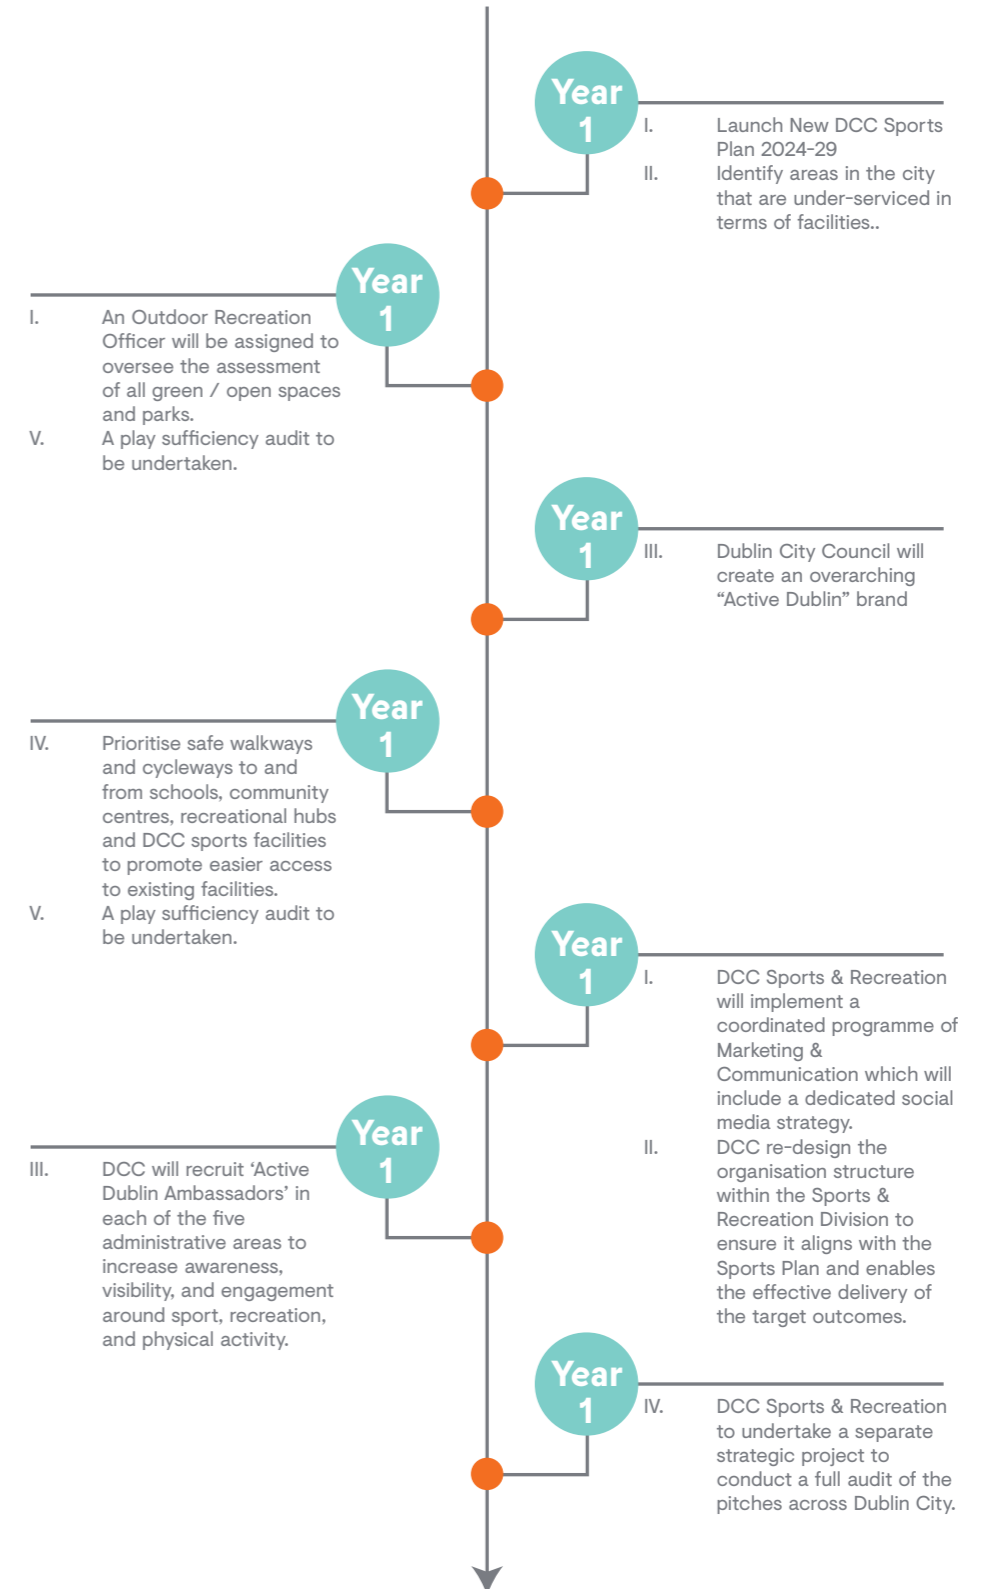 Year
1
I. Launch New DCC Sports
Plan 2024-29
II. Identify areas in the city
that are under-serviced in
terms of facilities..
Year
1
I. An Outdoor Recreation
Officer will be assigned to
oversee the assessment
of all green / open spaces
and parks.
V. A play sufficiency audit to
be undertaken.
Year
1
III. Dublin City Council will
create an overarching
“Active Dublin” brand
Year
1
IV. Prioritise safe walkways
and cycleways to and
from schools, community
centres, recreational hubs
and DCC sports facilities
to promote easier access
to existing facilities.
V. A play sufficiency audit to
be undertaken.
Year
1
I. DCC Sports & Recreation
will implement a
coordinated programme of
Marketing &
Communication which will
include a dedicated social
media strategy.
II. DCC re-design the
organisation structure
within the Sports &
Recreation Division to
ensure it aligns with the
Sports Plan and enables
the effective delivery of
the target outcomes.
Year
1
III. DCC will recruit ‘Active
Dublin Ambassadors’ in
each of the five
administrative areas to
increase awareness,
visibility, and engagement
around sport, recreation,
and physical activity.
Year
1
IV. DCC Sports & Recreation
to undertake a separate
strategic project to
conduct a full audit of the
pitches across Dublin City.